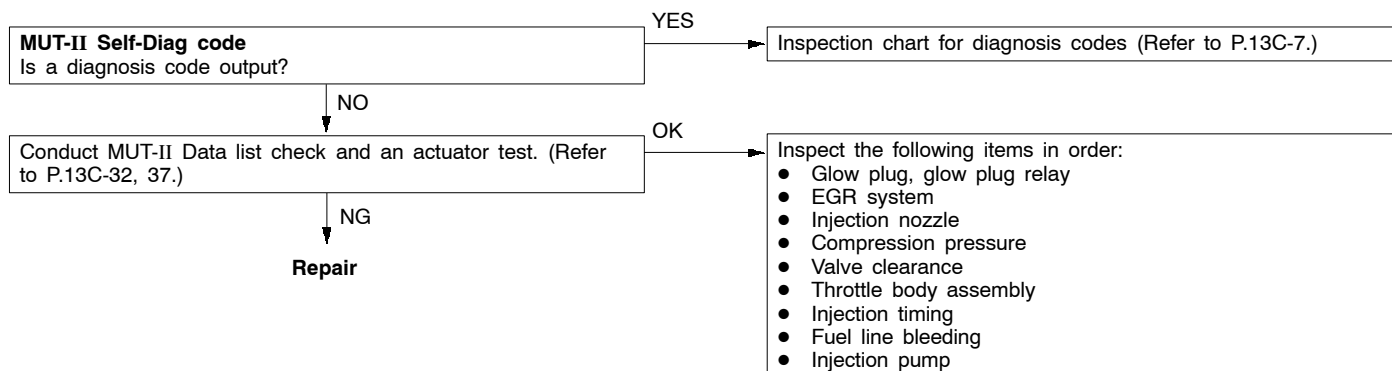 MUT-II Self-Diag code
Is a diagnosis code output?
YES
Inspection chart for diagnosis codes (Refer to P.13C-7.)
NO
Conduct MUT-II Data list check and an actuator test. (Refer
to P.13C-32, 37.)
OK
Inspect the following items in order:
● Glow plug, glow plug relay
● EGR system
● Injection nozzle
● Compression pressure
● Valve clearance
● Throttle body assembly
● Injection timing
● Fuel line bleeding
● Injection pump
NG
Repair